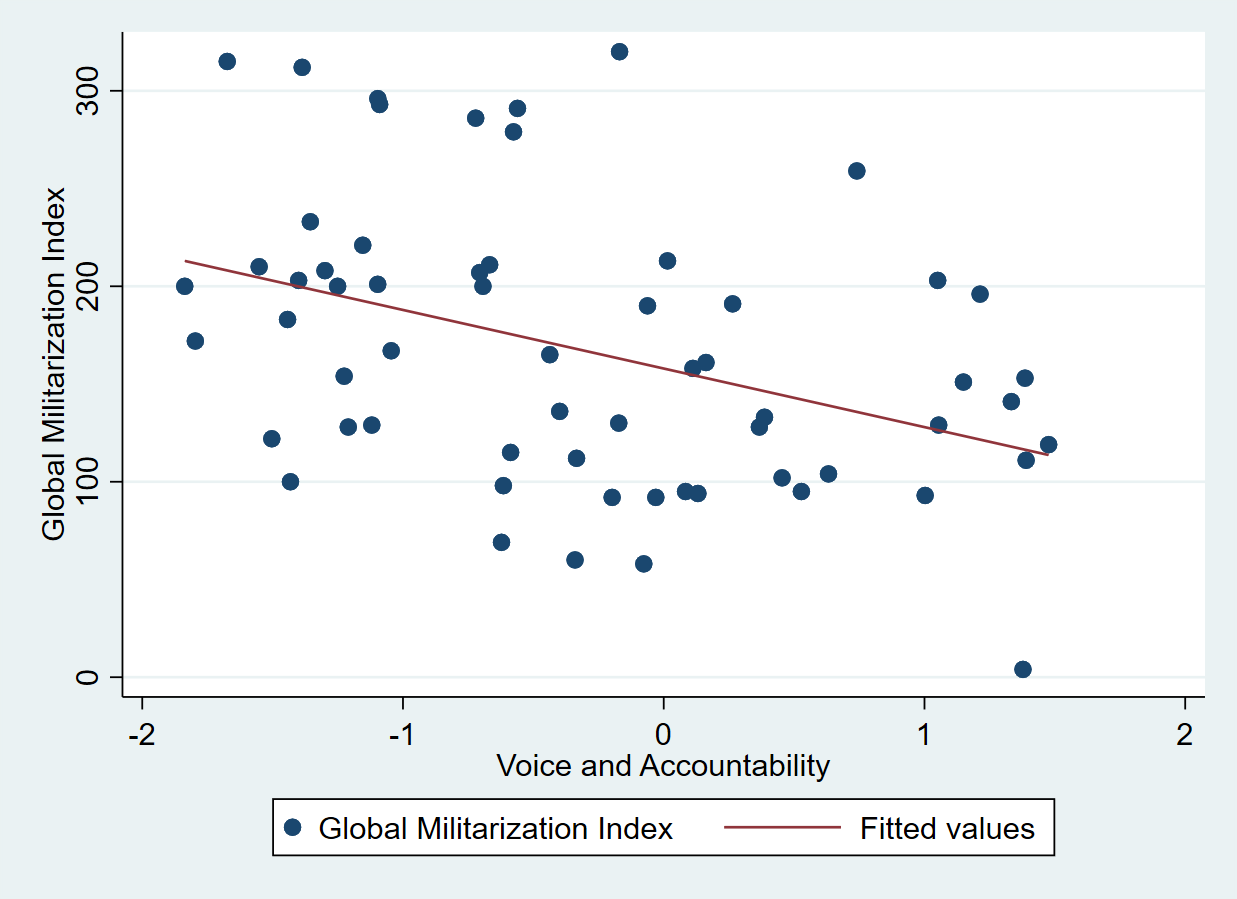 Global Militarization Index
300
200
100
0
-2 -1 0 1 2
Voice and Accountability
Global Militarization Index Fitted values